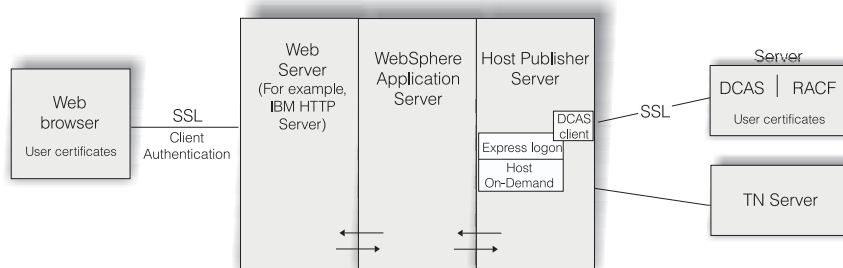 Web
browser
User certificates
SSL
Client
Authentication
Web
Server
(For example,
IBM HTTP
Server)
WebSphere
Application
Server
Host Publisher
Server
DCAS
client
Express logon
Host
On-Demand
SSL
Server
DCAS | RACF
User certificates
TN Server